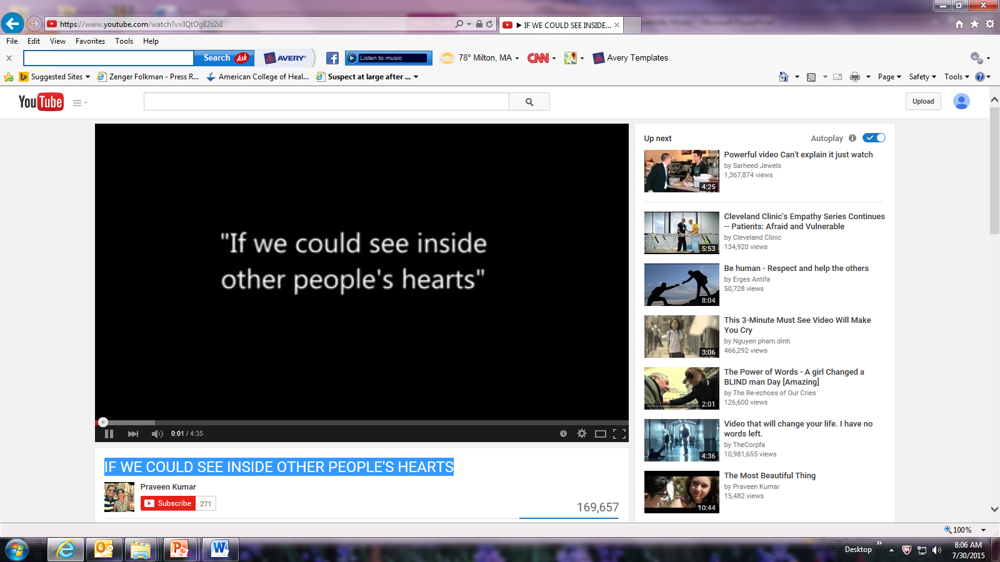 https://www.youtube.com/watch?v=IQtOgE2s2xI
► IF WE COULD SEE INSIDE...
File Edit View Favorites Tools Help
Search Ask
AVERY
Listen to music
78° Milton, MA
CNN
Avery Templates
Suggested Sites
Zenger Folkman - Press R...
American College of Heal...
Suspect at large after ...
Page Safety Tools
YouTube
Upload
"If we could see inside
other people's hearts"
0:01 / 4:35
IF WE COULD SEE INSIDE OTHER PEOPLE'S HEARTS
Praveen Kumar
Subscribe 271
169,657
Up next
Autoplay
Powerful video Can't explain it just watch
by Sarheed Jewels
1,367,874 views
4:25
Cleveland Clinic's Empathy Series Continues
-- Patients: Afraid and Vulnerable
by Cleveland Clinic
134,920 views
5:53
Be human - Respect and help the others
by Erges Antifa
50,728 views
8:04
This 3-Minute Must See Video Will Make
You Cry
by Nguyen pham dinh
466,292 views
3:06
The Power of Words - A girl Changed a
BLIND man Day [Amazing]
by The Re-echoes of Our Cries
126,600 views
2:01
Video that will change your life. I have no
words left.
by TheCorpfa
10,981,655 views
4:36
The Most Beautiful Thing
by Praveen Kumar
15,482 views
10:44
100%
Desktop
8:06 AM
7/30/2015